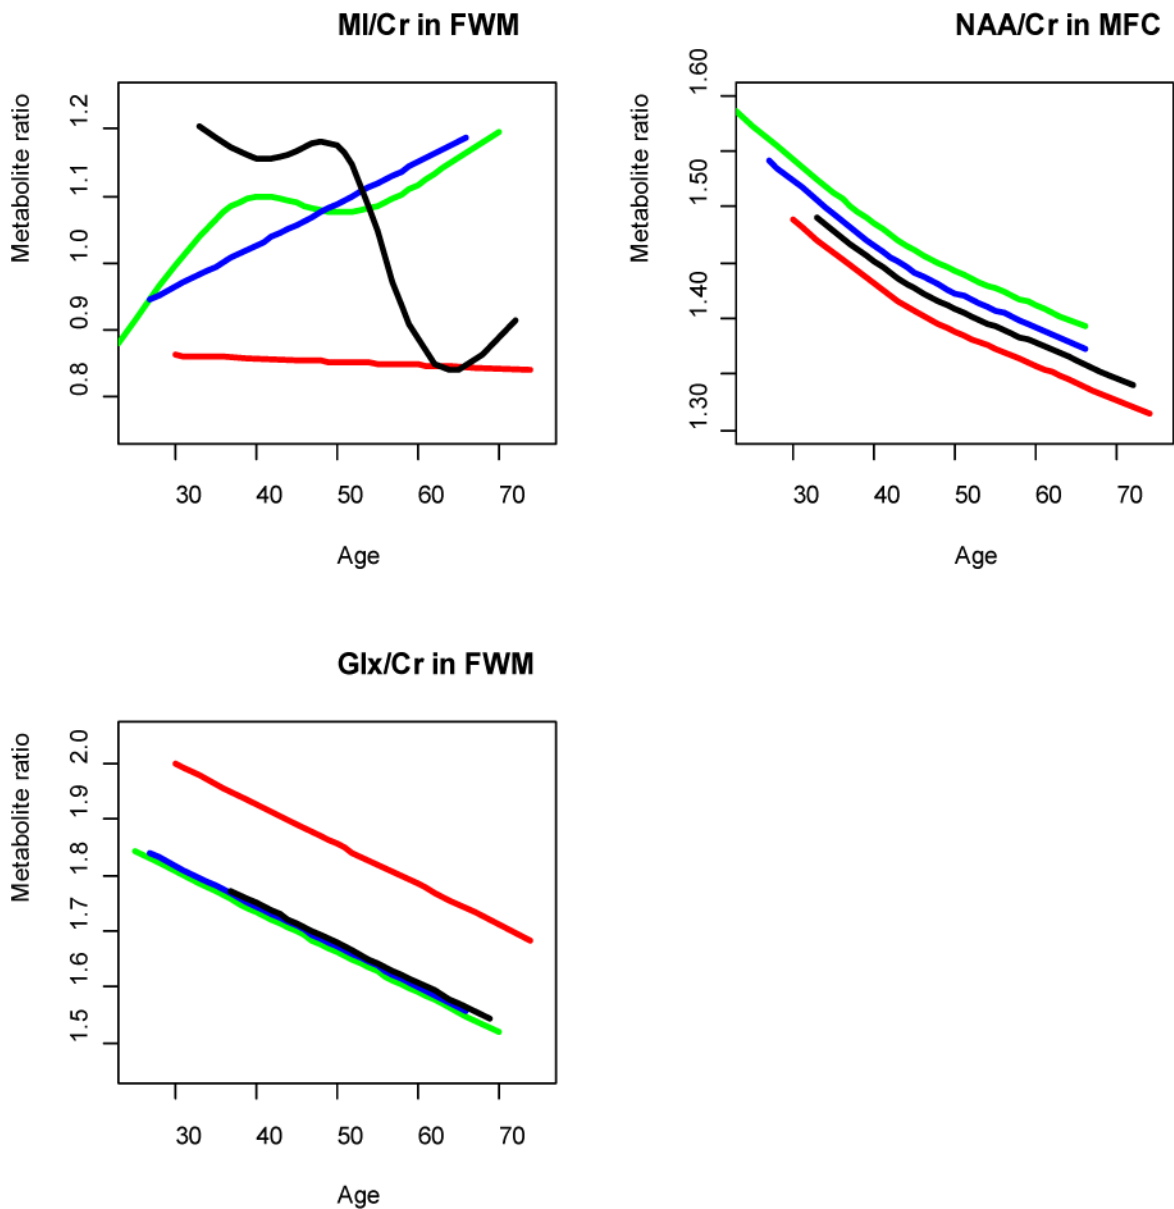 MI/Cr in FWM
Metabolite ratio
1.2
1.1
1.0
0.9
0.8
30 40 50 60 70
Age
NAA/Cr in MFC
Metabolite ratio
1.60
1.50
1.40
1.30
30 40 50 60 70
Age
Glx/Cr in FWM
Metabolite ratio
2.0
1.9
1.8
1.7
1.6
1.5
30 40 50 60 70
Age